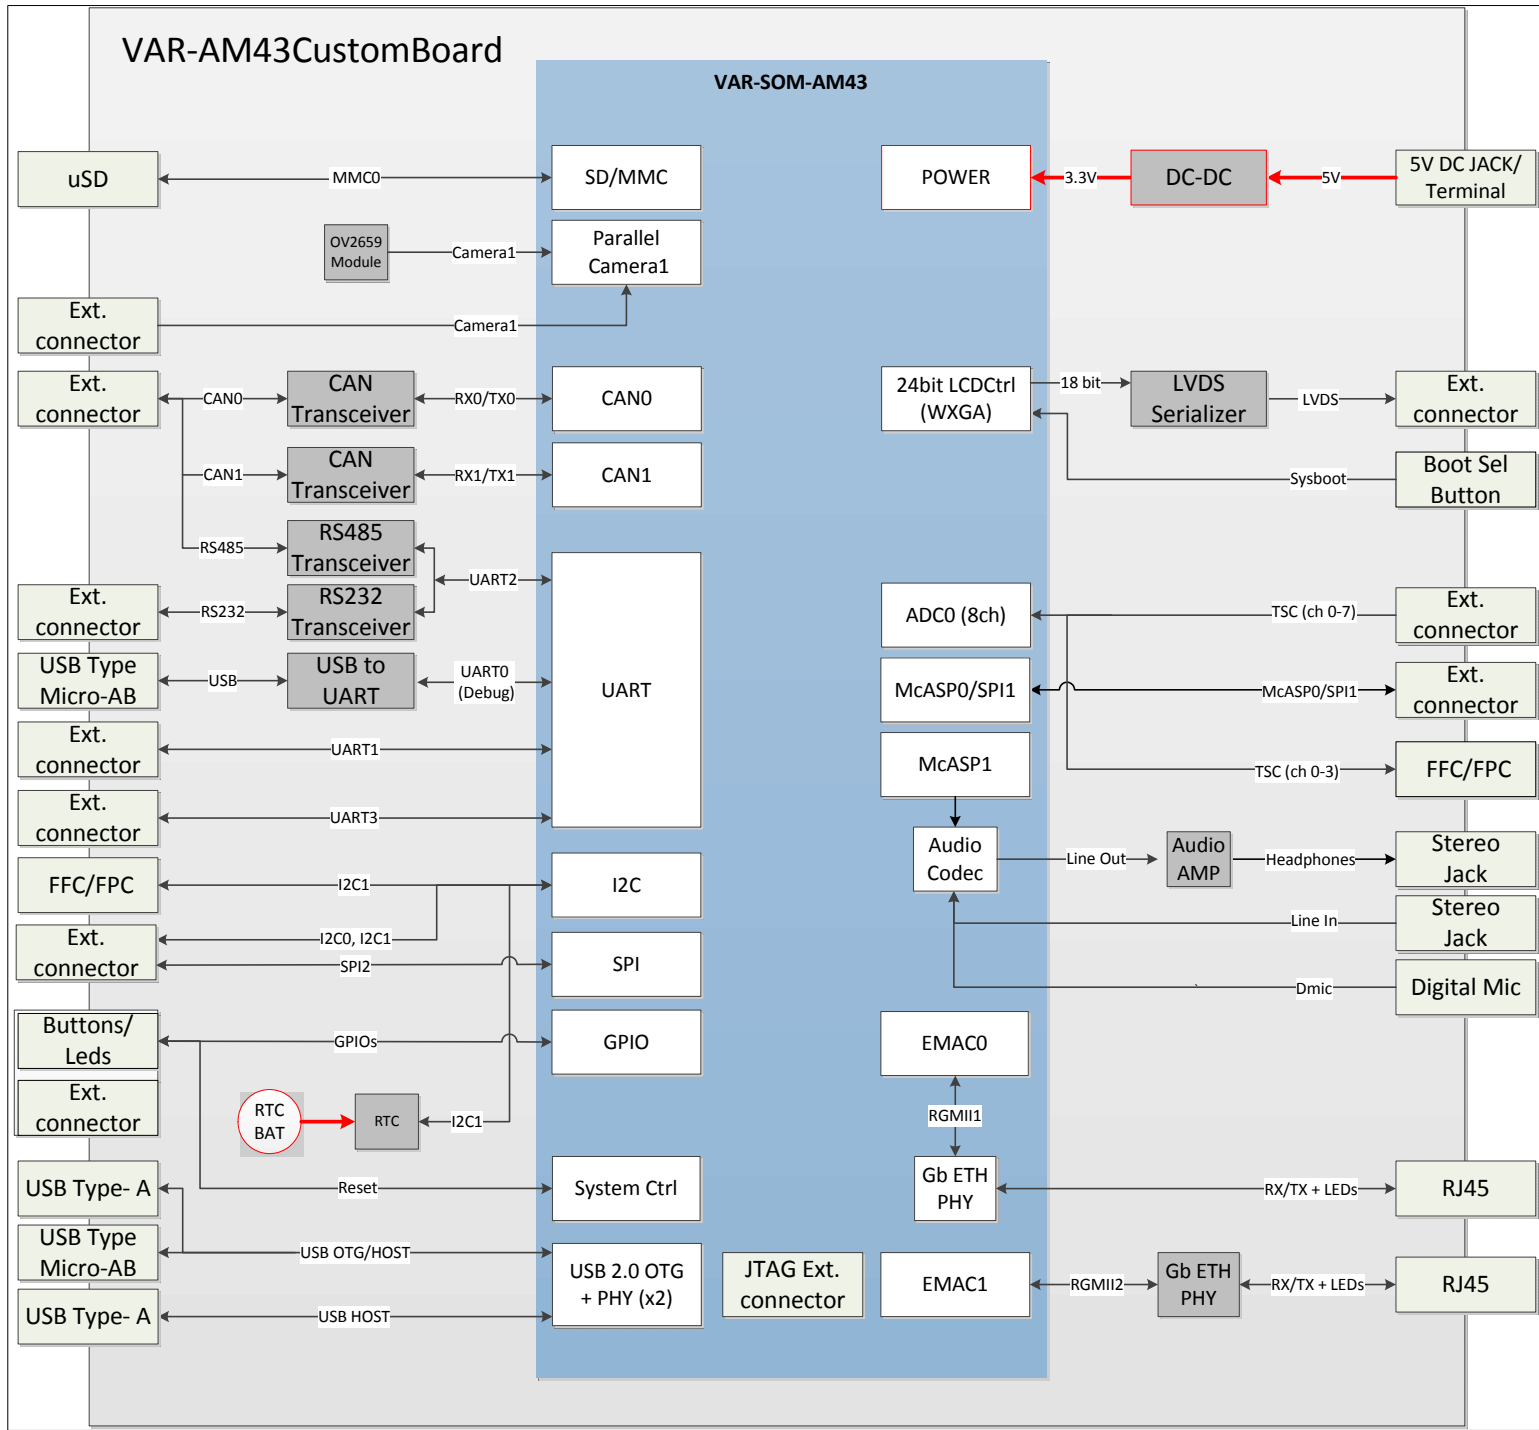 VAR-AM43CustomBoard
VAR-SOM-AM43
uSD
MMC0
SD/MMC
POWER
3.3V
DC-DC
5V
5V DC JACK/
Terminal
OV2659
Module
Camera1
Parallel
Camera1
Ext.
connector
Camera1
Ext.
connector
CAN0
CAN
Transceiver
RX0/TX0
CAN0
24bit LCDCtrl
(WXGA)
18 bit
LVDS
Serializer
LVDS
Ext.
connector
CAN1
CAN
Transceiver
RX1/TX1
CAN1
Sysboot
Boot Sel
Button
RS485
RS485
Transceiver
UART2
Ext.
connector
RS232
RS232
Transceiver
ADC0 (8ch)
TSC (ch 0-7)
Ext.
connector
USB Type
Micro-AB
USB
USB to
UART
UART0
(Debug)
UART
McASP0/SPI1
McASP0/SPI1
Ext.
connector
Ext.
connector
UART1
McASP1
TSC (ch 0-3)
FFC/FPC
Ext.
connector
UART3
Audio
Codec
Line Out
Audio
AMP
Headphones
Stereo
Jack
FFC/FPC
I2C1
I2C
Line In
Stereo
Jack
Ext.
connector
I2C0, I2C1
SPI2
SPI
Dmic
Digital Mic
Buttons/
Leds
GPIOs
GPIO
EMAC0
Ext.
connector
RTC
BAT
RTC
I2C1
RGMII1
USB Type- A
Reset
System Ctrl
Gb ETH
PHY
RX/TX + LEDs
RJ45
USB Type
Micro-AB
USB OTG/HOST
USB 2.0 OTG
+ PHY (x2)
JTAG Ext.
connector
EMAC1
RGMII2
Gb ETH
PHY
RX/TX + LEDs
RJ45
USB Type- A
USB HOST